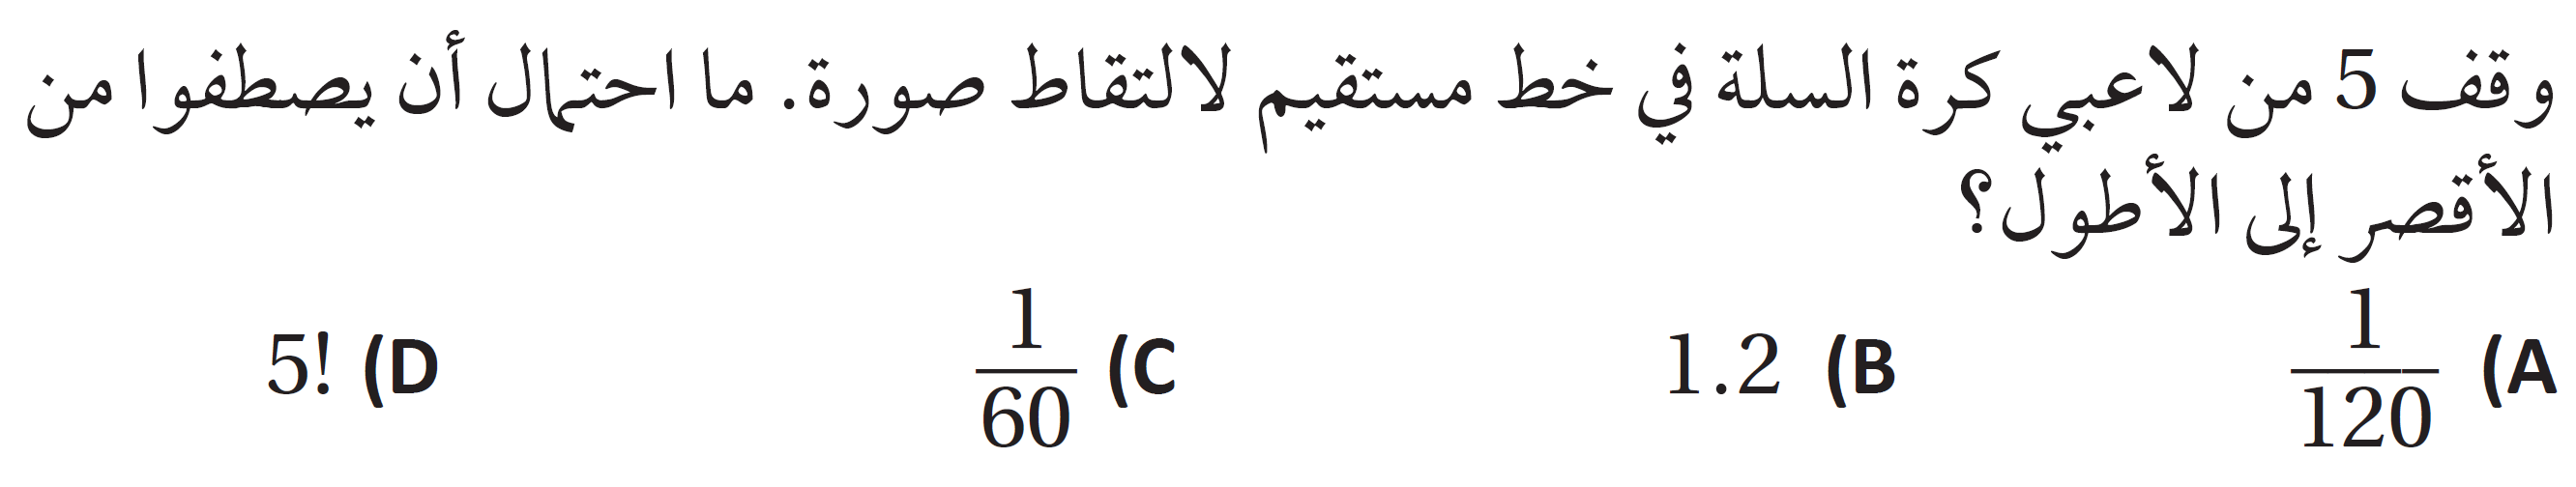 وقف 5 من لاعبي كرة السلة في خط مستقيم لالتقاط صورة. ما احتمال أن يصطفوا من
الأقصر إلى الأطول؟
(A 1/120 (B 1.2 (C 1/60 (D 5!